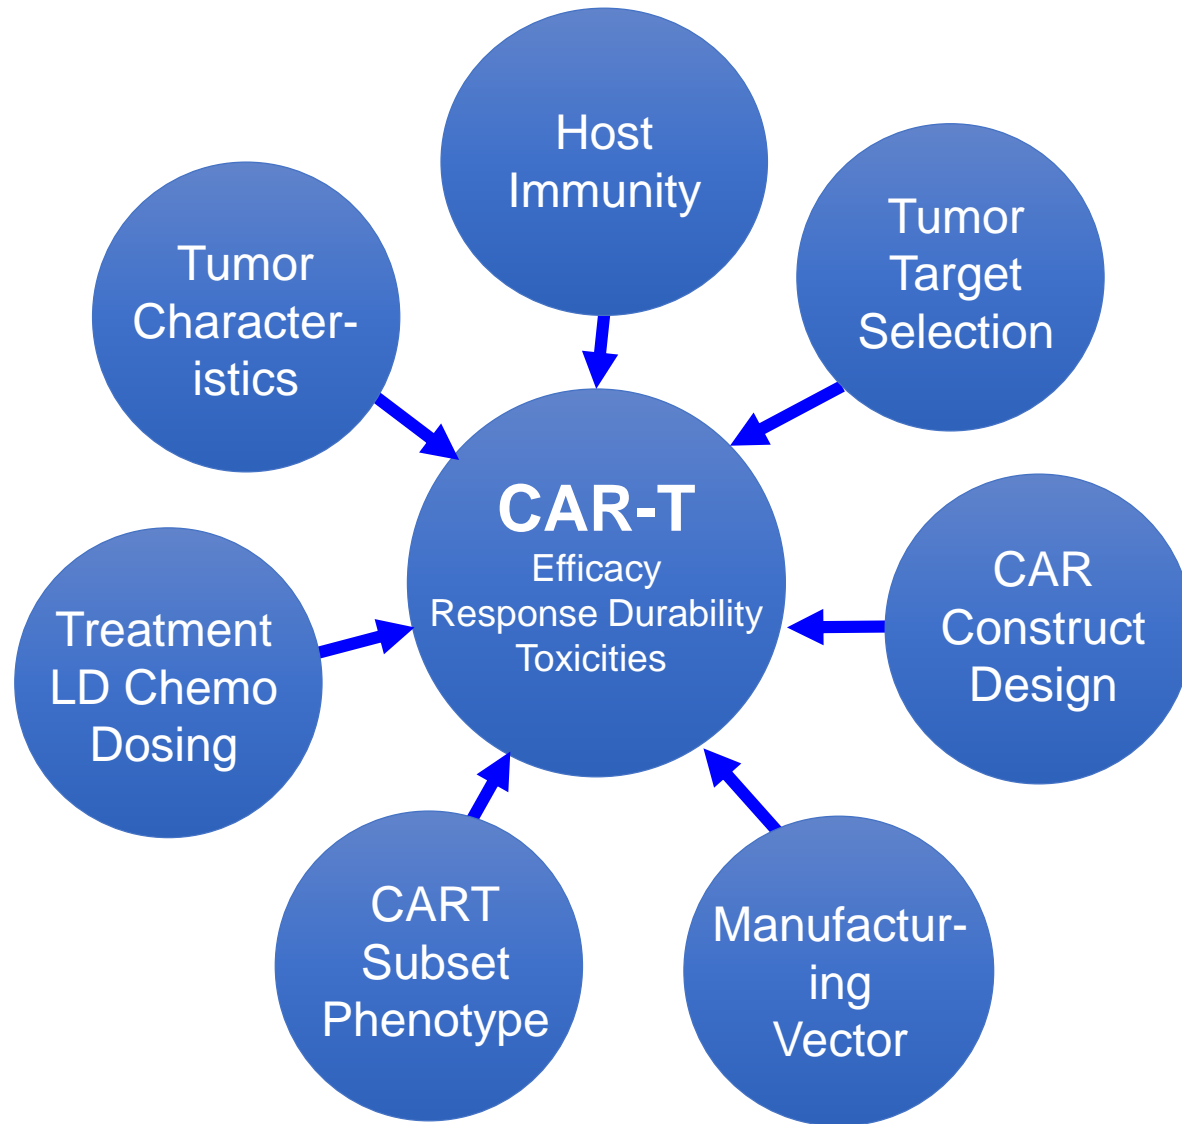 Host
Immunity
Tumor
Target
Selection
Tumor
Character-
istics
CAR-T
Efficacy
Response Durability
Toxicities
CAR
Construct
Design
Treatment
LD Chemo
Dosing
CART
Subset
Phenotype
Manufactur-
ing
Vector